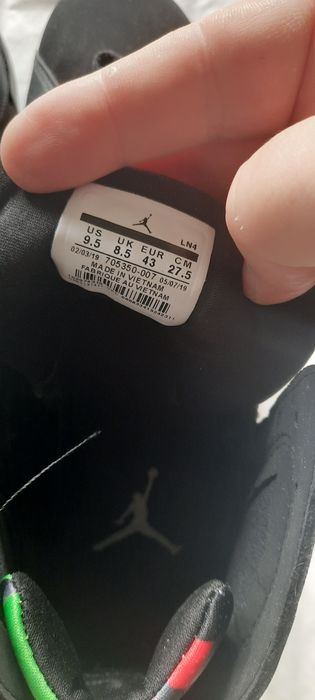 LN4
US UK EUR CM
9.5 8.5 43 27.5
02/03/19 705350-007 05/07/19
MADE IN VIETNAM
FABRIQUE AU VIETNAM